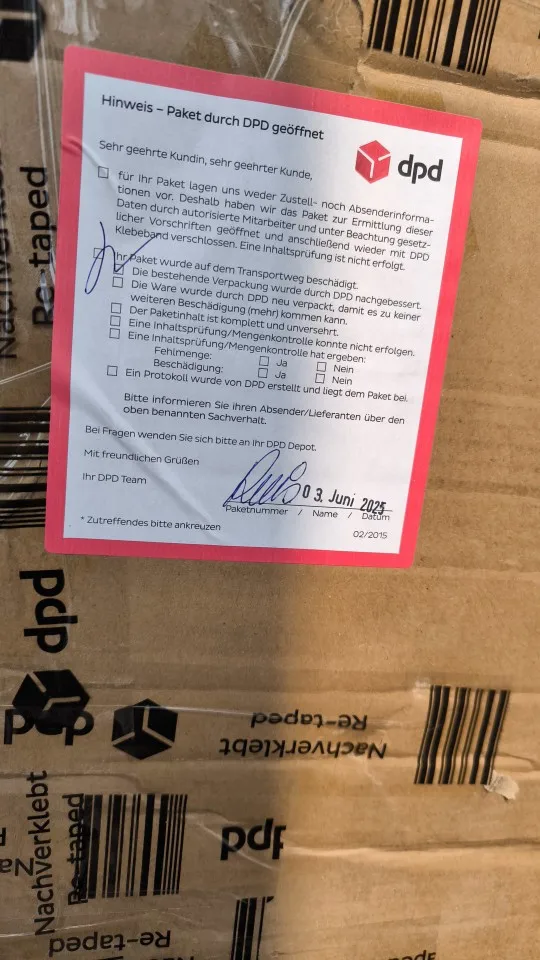 Hinweis – Paket durch DPD geöffnet
dpd
Sehr geehrte Kundin, sehr geehrter Kunde,
für Ihr Paket lagen uns weder Zustell- noch Absenderinforma-
tionen vor. Deshalb haben wir das Paket zur Ermittlung dieser
Daten durch autorisierte Mitarbeiter und unter Beachtung gesetz-
licher Vorschriften geöffnet und anschließend wieder mit DPD
Klebeband verschlossen. Eine Inhaltsprüfung ist nicht erfolgt.
Ihr Paket wurde auf dem Transportweg beschädigt.
Die bestehende Verpackung wurde durch DPD nachgebessert.
Die Ware wurde durch DPD neu verpackt, damit es zu keiner
weiteren Beschädigung (mehr) kommen kann.
Der Paketinhalt ist komplett und unversehrt.
Eine Inhaltsprüfung/Mengenkontrolle konnte nicht erfolgen.
Eine Inhaltsprüfung/Mengenkontrolle hat ergeben:
Fehlmenge: Ja Nein
Beschädigung: Ja Nein
Ein Protokoll wurde von DPD erstellt und liegt dem Paket bei.
Bitte informieren Sie ihren Absender/Lieferanten über den
oben benannten Sachverhalt.
Bei Fragen wenden Sie sich bitte an Ihr DPD Depot.
Mit freundlichen Grüßen
Ihr DPD Team
03. Juni 2025
Paketnummer / Name / Datum
* Zutreffendes bitte ankreuzen
02/2015
Re-taped
dpd
Nachverklebt
Re-taped
dpd
Nachverklebt
Re-taped
dpd
Re-taped